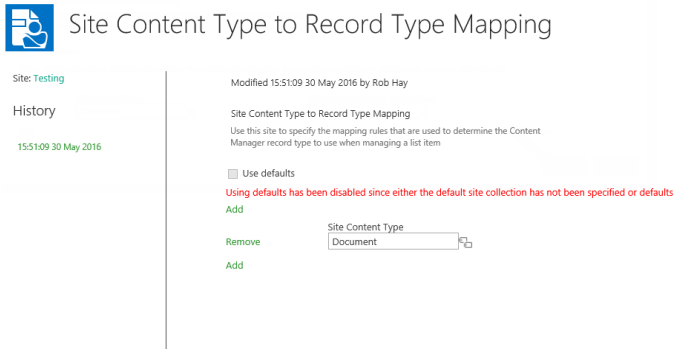 Site Content Type to Record Type Mapping
Site: Testing
History
15:51:09 30 May 2016
Modified 15:51:09 30 May 2016 by Rob Hay
Site Content Type to Record Type Mapping
Use this site to specify the mapping rules that are used to determine the Content
Manager record type to use when managing a list item
Use defaults
Using defaults has been disabled since either the default site collection has not been specified or defaults
Add
Site Content Type
Remove
Document
Add